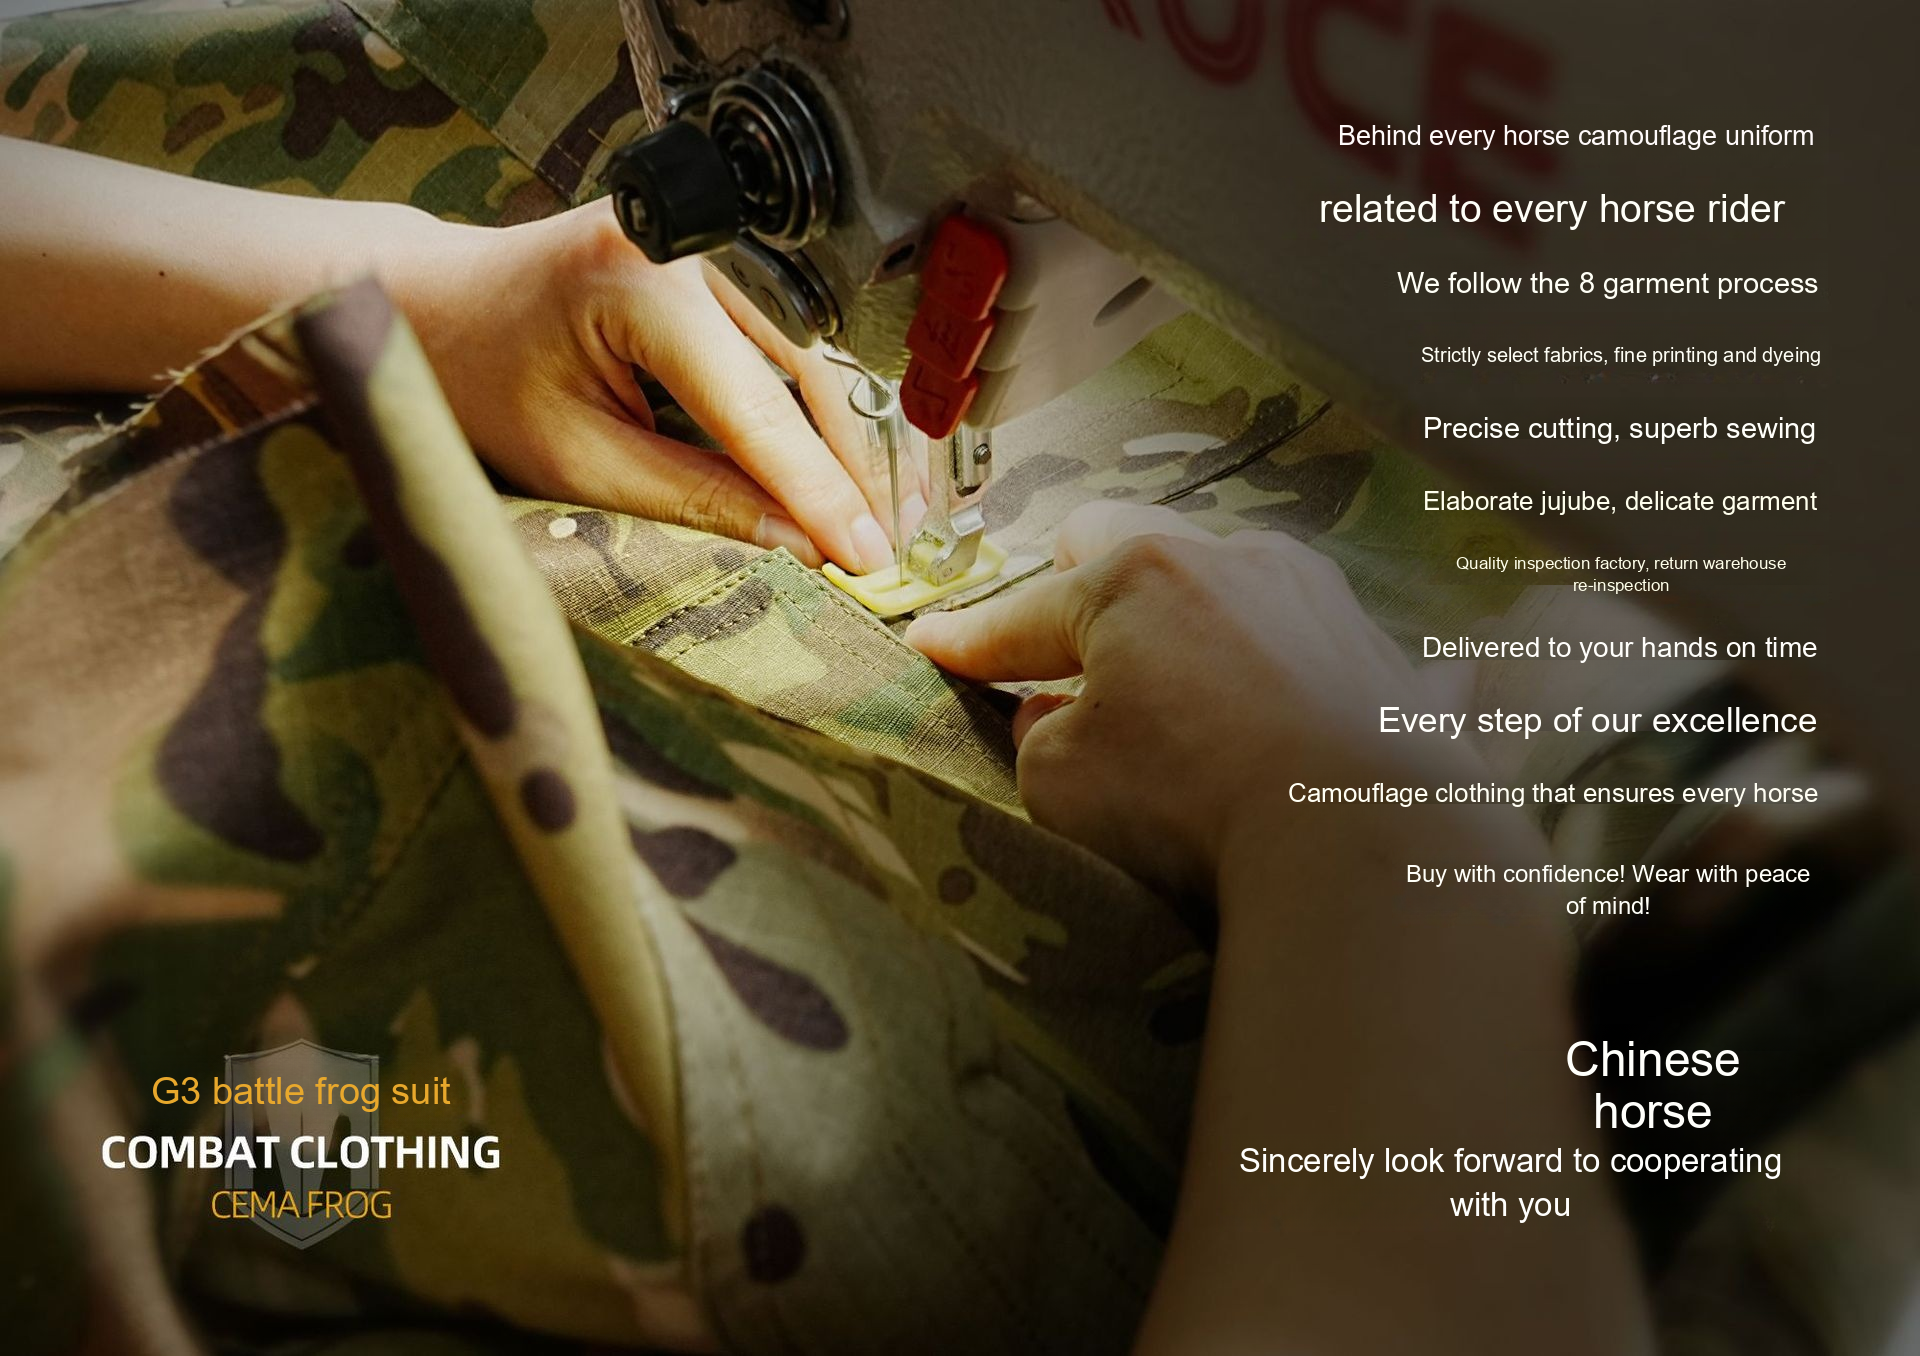 Behind every horse camouflage uniform
related to every horse rider
We follow the 8 garment process
Strictly select fabrics, fine printing and dyeing
Precise cutting, superb sewing
Elaborate jujube, delicate garment
Quality inspection factory, return warehouse
re-inspection
Delivered to your hands on time
Every step of our excellence
Camouflage clothing that ensures every horse
Buy with confidence! Wear with peace
of mind!
Chinese
horse
Sincerely look forward to cooperating
with you
G3 battle frog suit
COMBAT CLOTHING
CEMA FROG